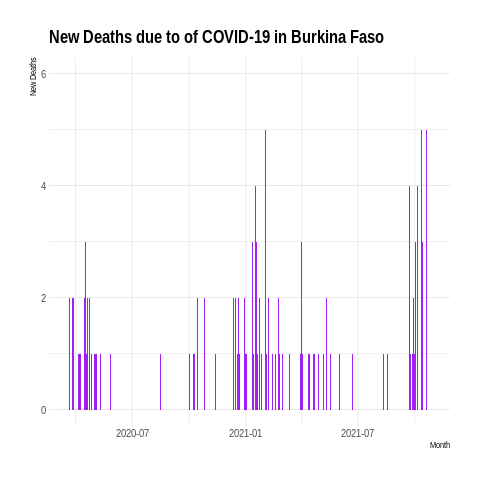 New Deaths due to of COVID-19 in Burkina Faso
New Deaths
6
4
2
0
2020-07
2021-01
2021-07
Month